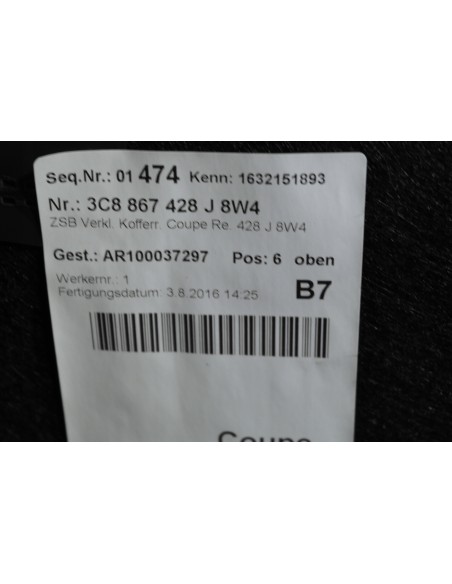 Seq.Nr.: 01 474 Kenn: 1632151893
Nr.: 3C8 867 428 J 8W4
ZSB Verkl. Kofferr. Coupe Re. 428 J 8W4
Gest.: AR100037297 Pos: 6 oben
Werkernr.: 1
Fertigungsdatum: 3.8.2016 14:25 B7
Coupe